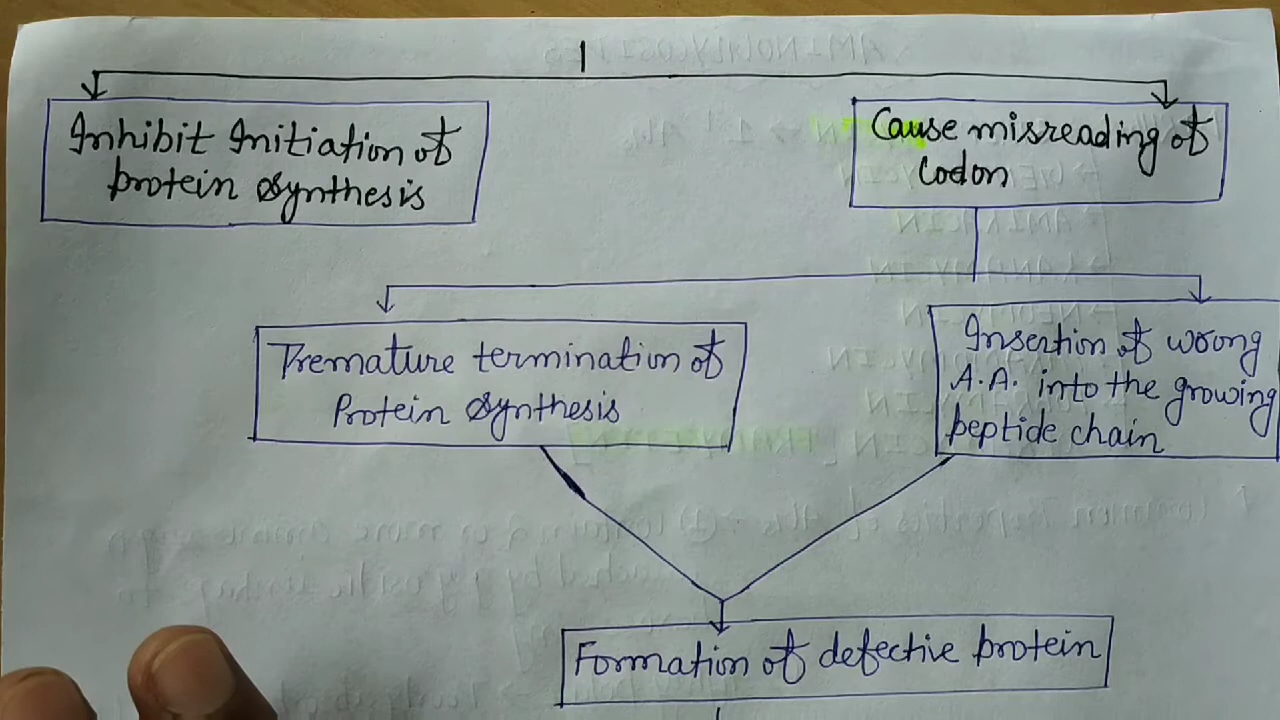 Inhibit Initiation of
protein synthesis
Cause misreading of
Codon
Premature termination of
Protein synthesis
Insertion of wrong
A.A. into the growing
peptide chain
Formation of defective protein